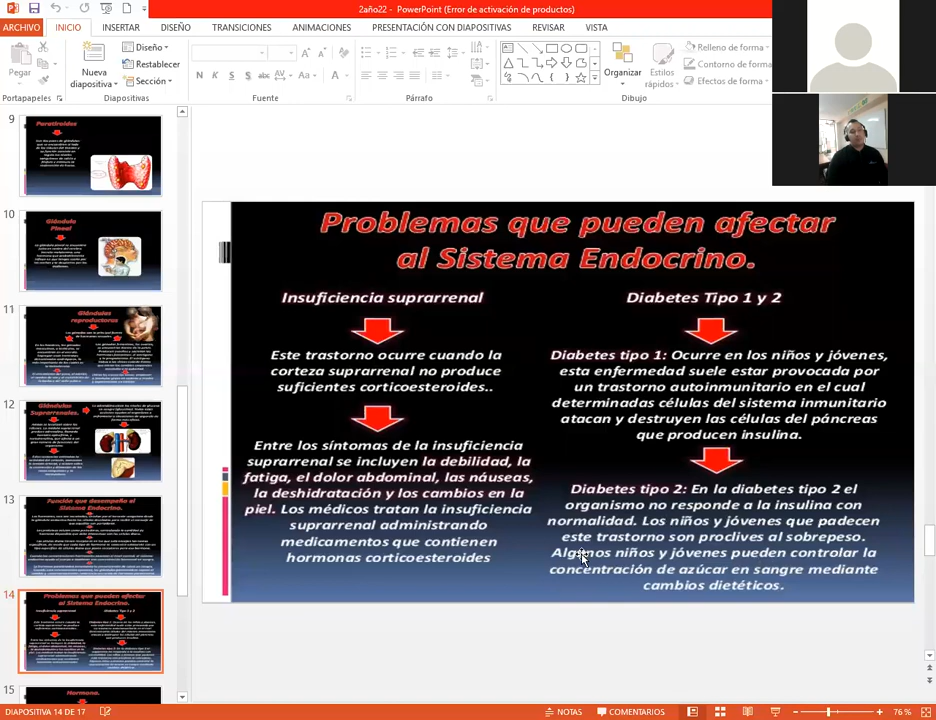 2año22 - PowerPoint (Error de activación de productos)
ARCHIVO INICIO INSERTAR DISEÑO TRANSICIONES ANIMACIONES PRESENTACIÓN CON DIAPOSITIVAS REVISAR VISTA
Pegar
Nueva diapositiva
Diseño
Restablecer
Sección
N K S S abc AV Aa A
Organizar
Estilos rápidos
Relleno de forma
Contorno de forma
Efectos de forma
Portapapeles Diapositivas Fuente Párrafo Dibujo
9
Paratiroides
10
Glándula
Pineal
11
Glándulas
reproductoras
12
Glándulas
Suprarrenales.
13
Función que desempeña el
Sistema Endocrino.
14
Problemas que pueden afectar
al Sistema Endocrino.
15
Hormona.
Problemas que pueden afectar
al Sistema Endocrino.
Insuficiencia suprarrenal
Este trastorno ocurre cuando la
corteza suprarrenal no produce
suficientes corticoesteroides..
Entre los síntomas de la insuficiencia
suprarrenal se incluyen la debilidad, la
fatiga, el dolor abdominal, las náuseas,
la deshidratación y los cambios en la
piel. Los médicos tratan la insuficiencia
suprarrenal administrando
medicamentos que contienen
hormonas corticoesteroides
Diabetes Tipo 1 y 2
Diabetes tipo 1: Ocurre en los niños y jóvenes,
esta enfermedad suele estar provocada por
un trastorno autoinmunitario en el cual
determinadas células del sistema inmunitario
atacan y destruyen las células del páncreas
que producen insulina.
Diabetes tipo 2: En la diabetes tipo 2 el
organismo no responde a la insulina con
normalidad. Los niños y jóvenes que padecen
este trastorno son proclives al sobrepeso.
Algunos niños y jóvenes pueden controlar la
concentración de azúcar en sangre mediante
cambios dietéticos.
DIAPOSITIVA 14 DE 17 NOTAS COMENTARIOS 76 %